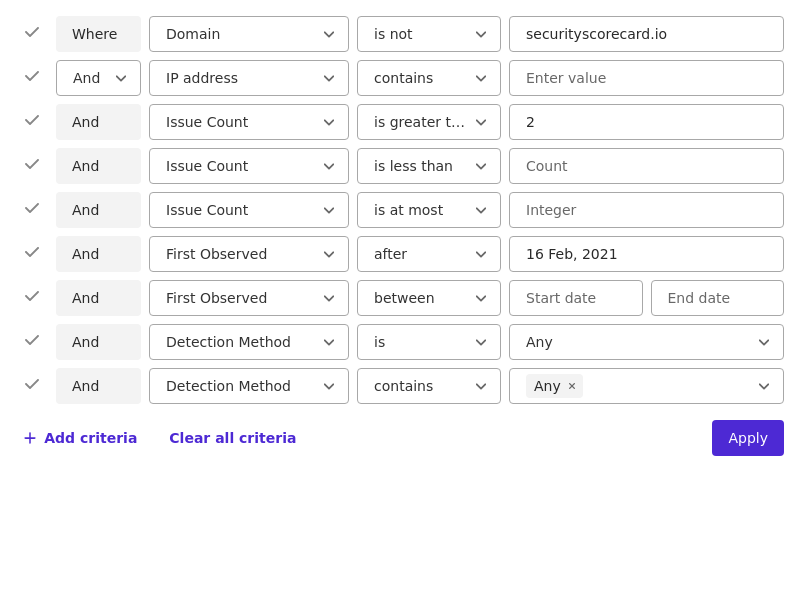 Where Domain is not securityscorecard.io
And IP address contains Enter value
And Issue Count is greater t... 2
And Issue Count is less than Count
And Issue Count is at most Integer
And First Observed after 16 Feb, 2021
And First Observed between Start date End date
And Detection Method is Any
And Detection Method contains Any ×
+ Add criteria Clear all criteria Apply